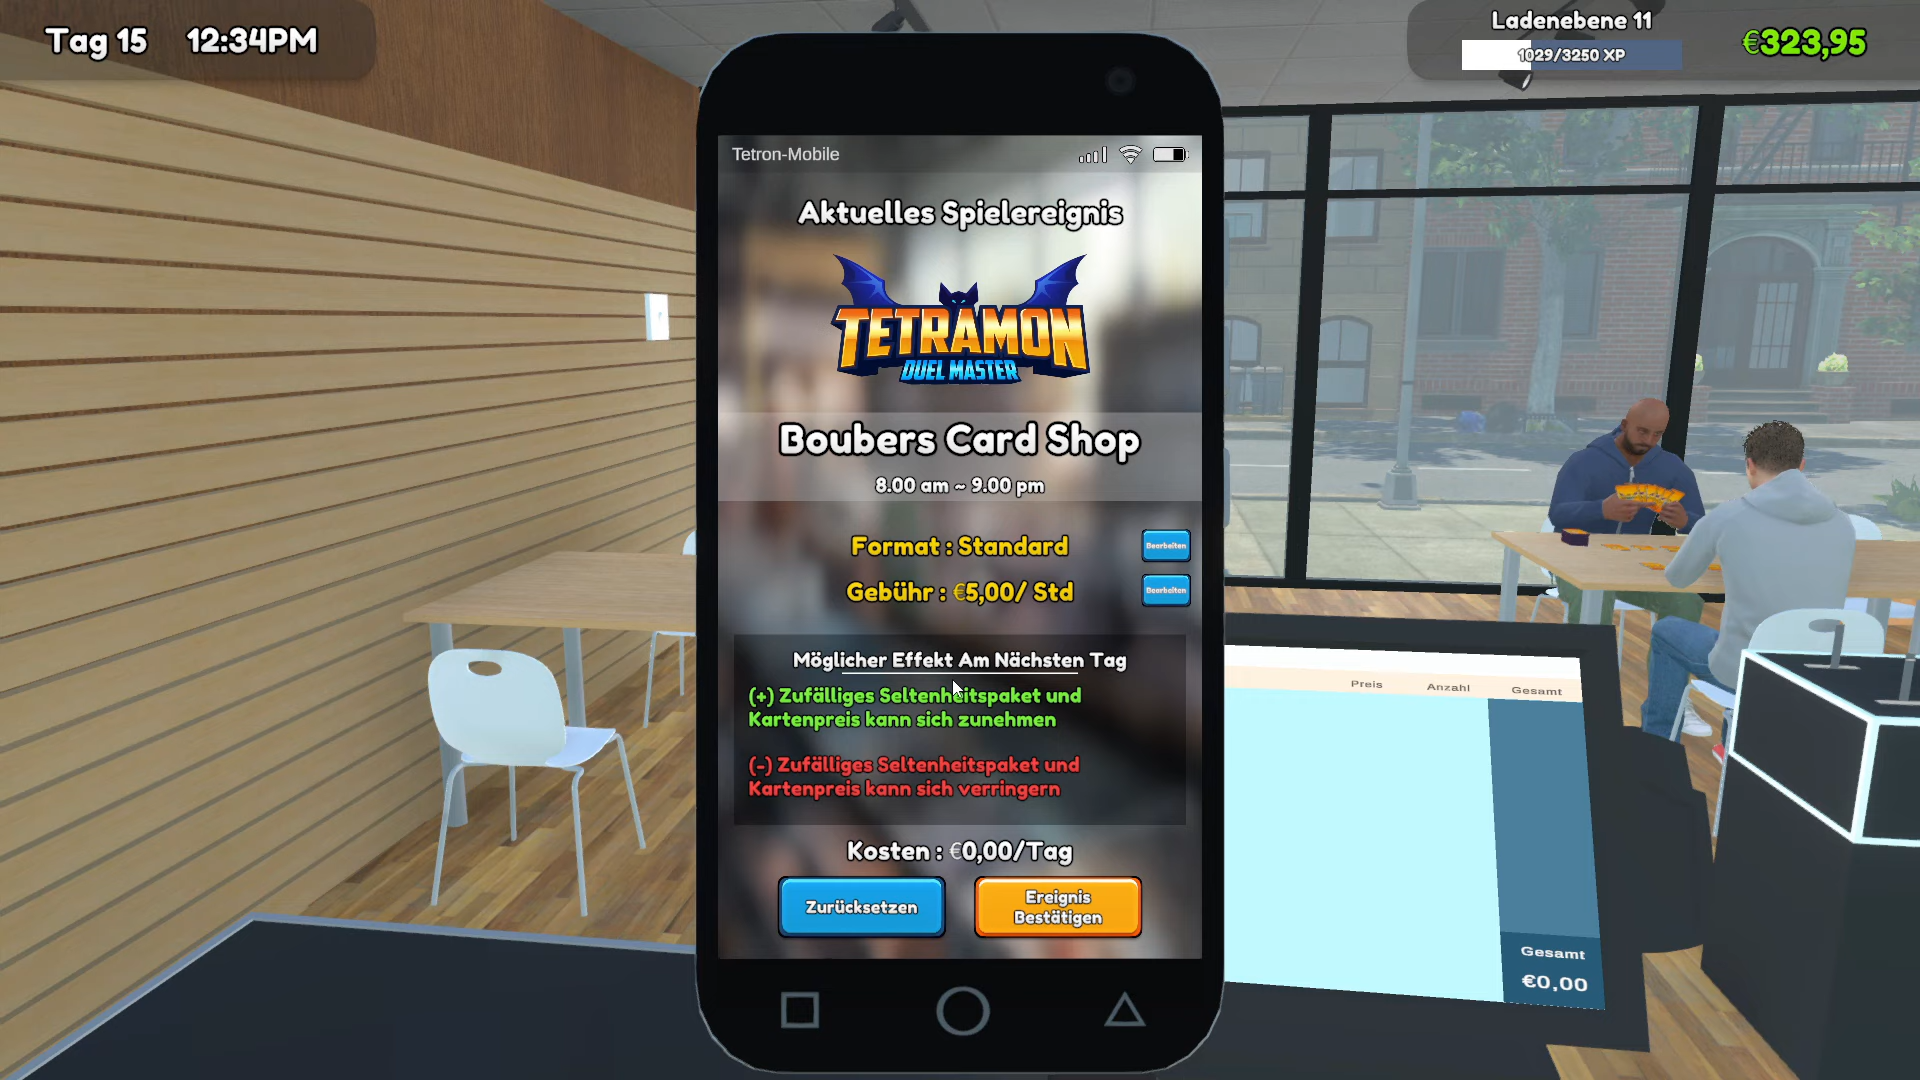 Tag 15 12:34PM
Ladenebene 11
1029/3250 XP
€323,95
Tetron-Mobile
Aktuelles Spielereignis
TETRAMON
DUEL MASTER
Boubers Card Shop
8.00 am ~ 9.00 pm
Format : Standard
Bearbeiten
Gebühr : €5,00/ Std
Bearbeiten
Möglicher Effekt Am Nächsten Tag
(+) Zufälliges Seltenheitspaket und
Kartenpreis kann sich zunehmen
(-) Zufälliges Seltenheitspaket und
Kartenpreis kann sich verringern
Kosten : €0,00/Tag
Zurücksetzen
Ereignis
Bestätigen
Preis Anzahl Gesamt
Gesamt
€0,00